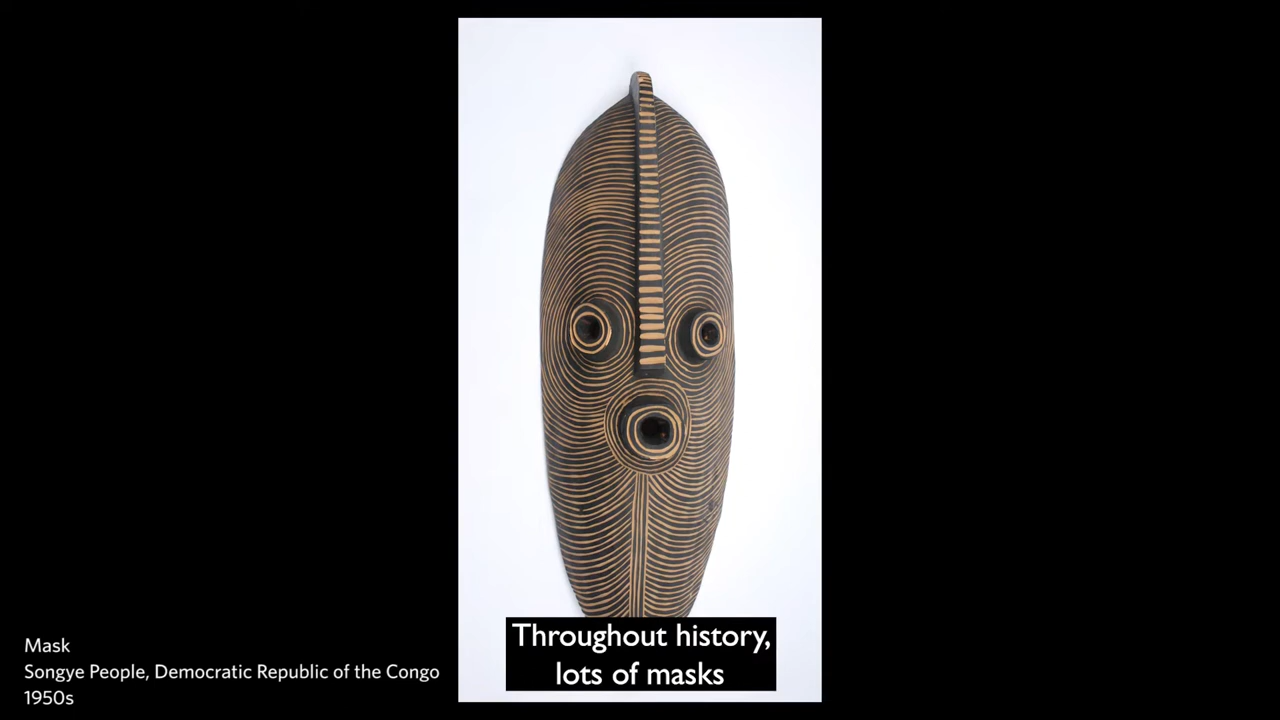 Throughout history,
lots of masks
Mask
Songye People, Democratic Republic of the Congo
1950s